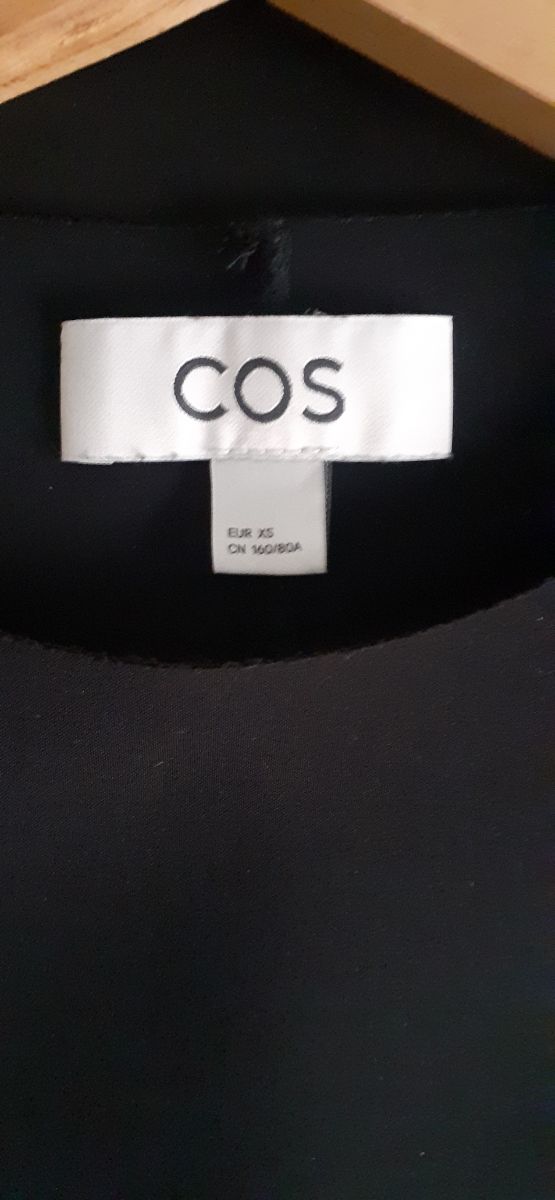 COS
EUR XS
CN 160/80A